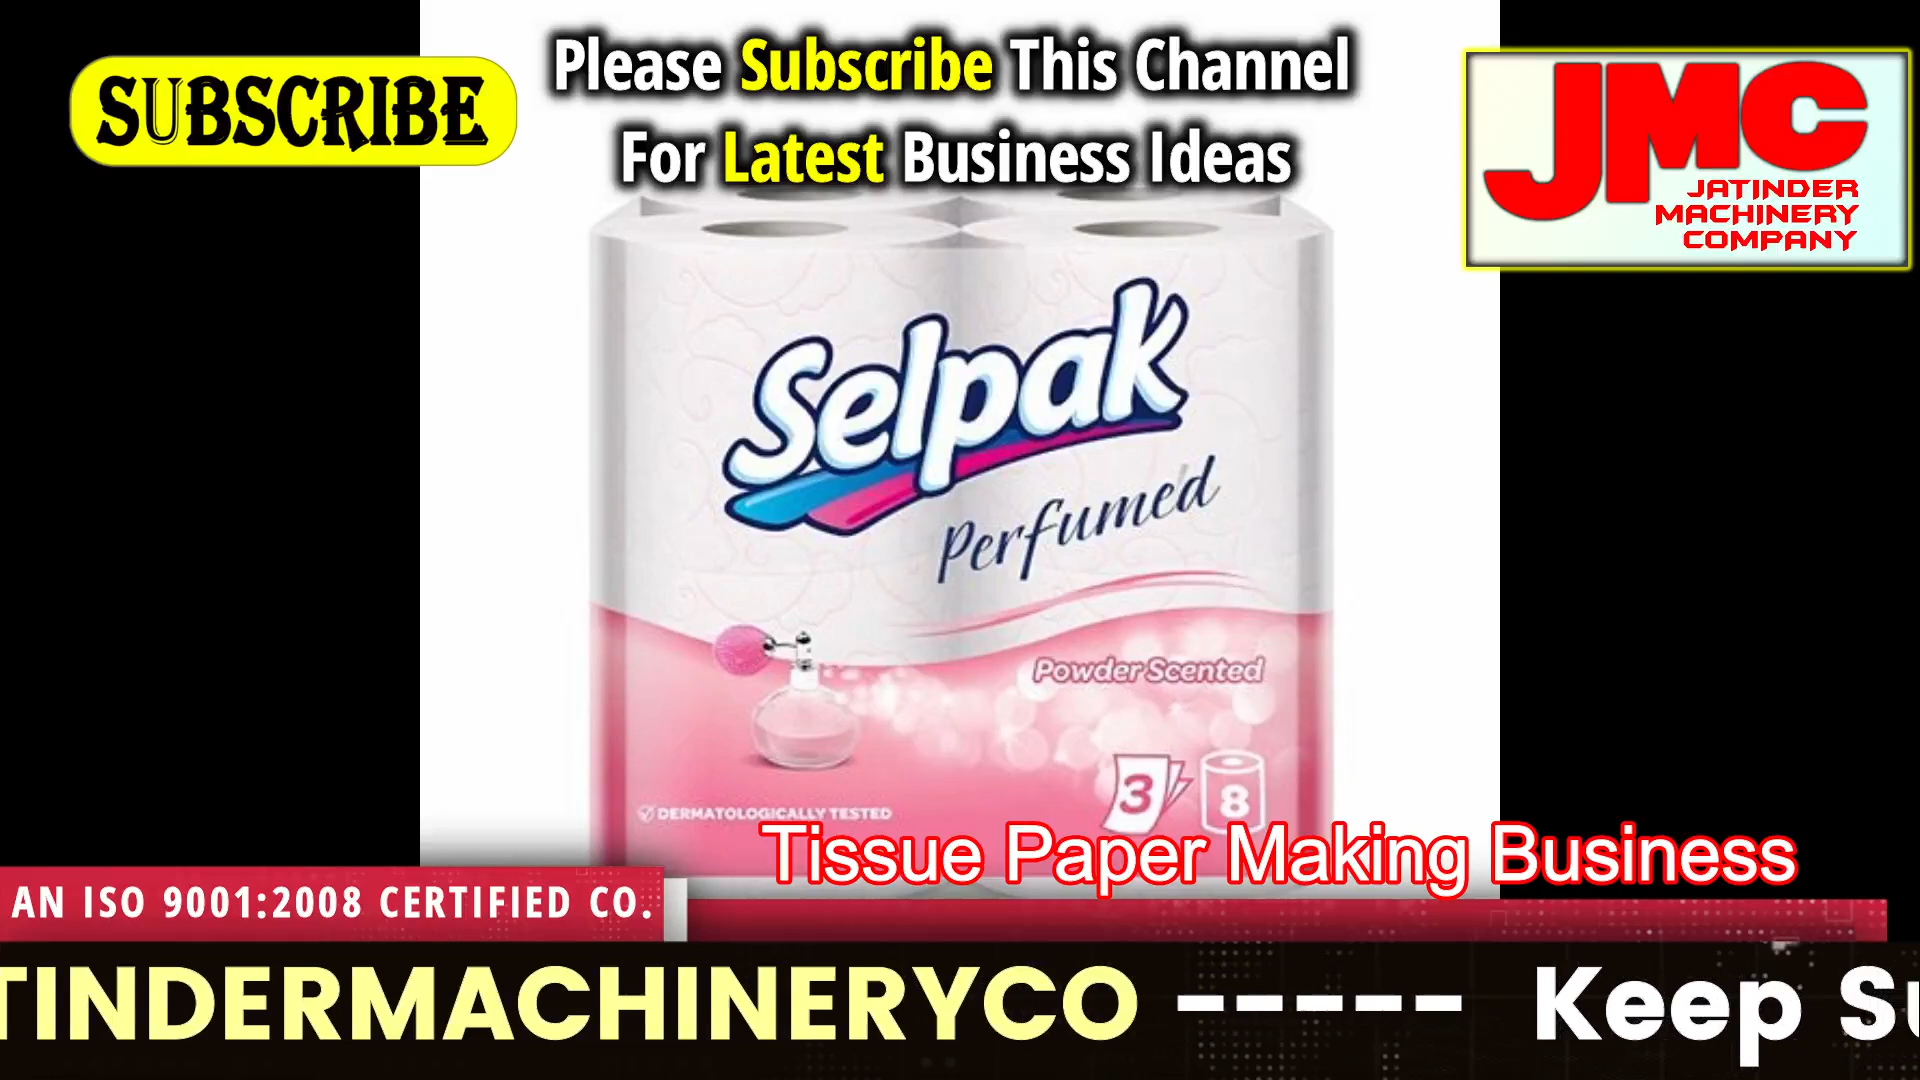 Please Subscribe This Channel
For Latest Business Ideas
SUBSCRIBE
JMC
JATINDER
MACHINERY
COMPANY
Selpak
Perfumed
Powder Scented
3
8
DERMATOLOGICALLY TESTED
Tissue Paper Making Business
AN ISO 9001:2008 CERTIFIED CO.
TINDERMACHINERYCO ----- Keep Su